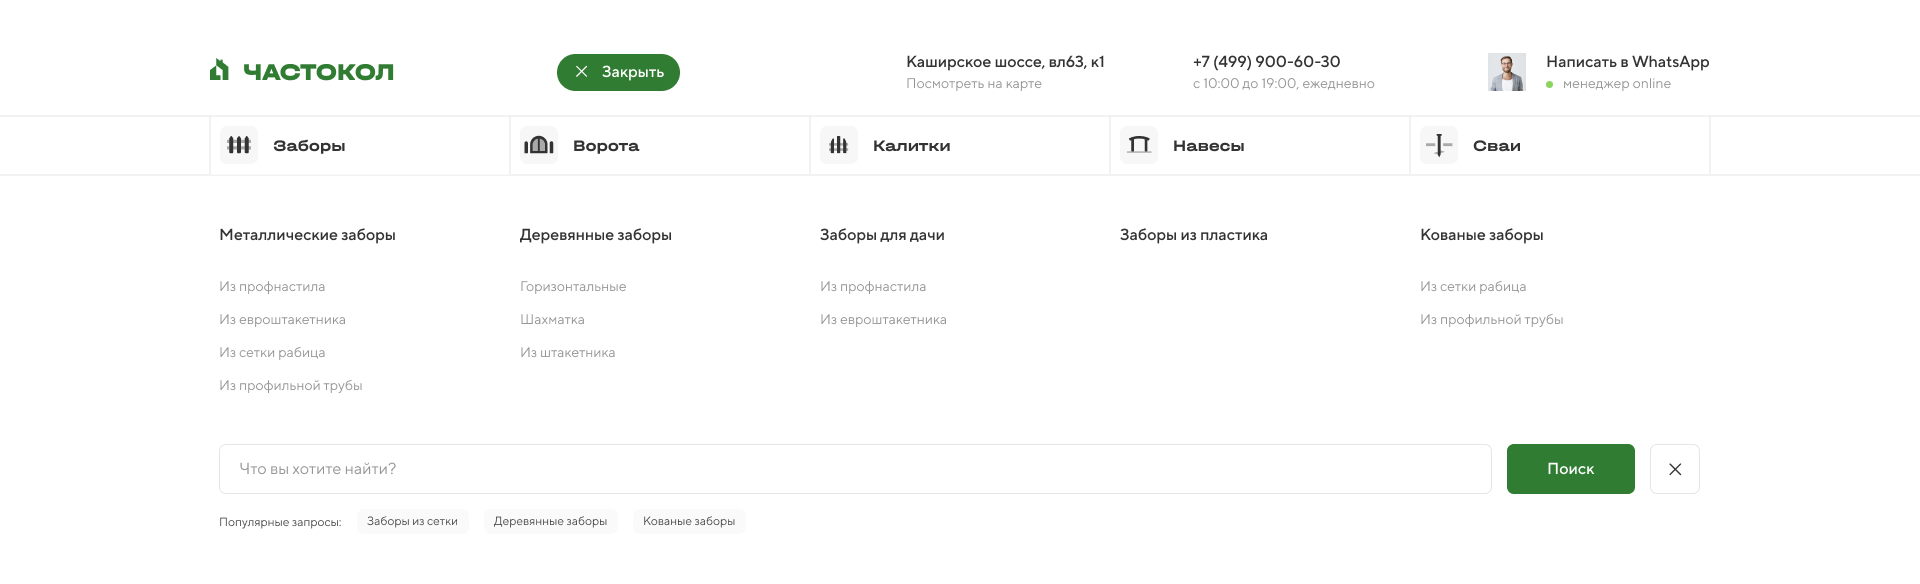 ЧАСТОКОЛ
Закрыть
Каширское шоссе, вл63, к1
Посмотреть на карте
+7 (499) 900-60-30
с 10:00 до 19:00, ежедневно
Написать в WhatsApp
менеджер online
Заборы
Ворота
Калитки
Навесы
Сваи
Металлические заборы
Из профнастила
Из евроштакетника
Из сетки рабица
Из профильной трубы
Деревянные заборы
Горизонтальные
Шахматка
Из штакетника
Заборы для дачи
Из профнастила
Из евроштакетника
Заборы из пластика
Кованые заборы
Из сетки рабица
Из профильной трубы
Что вы хотите найти?
Поиск
Популярные запросы:
Заборы из сетки
Деревянные заборы
Кованые заборы